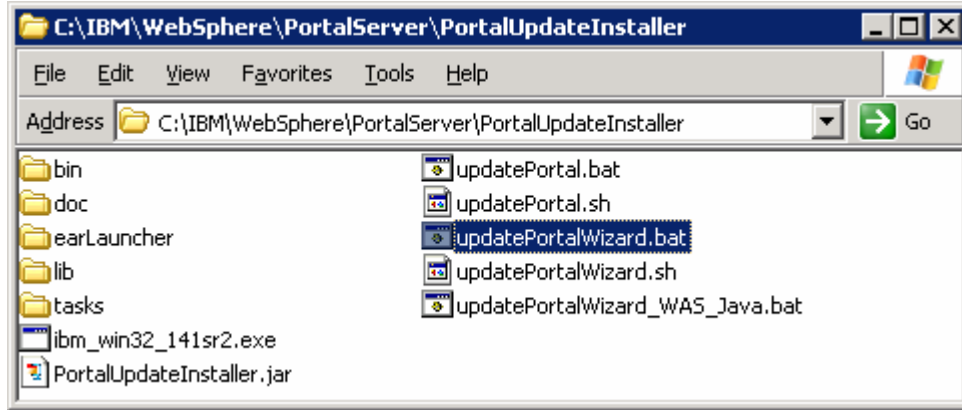 C:\IBM\WebSphere\PortalServer\PortalUpdateInstaller
File Edit View Favorites Tools Help
Address C:\IBM\WebSphere\PortalServer\PortalUpdateInstaller Go
bin
doc
earLauncher
lib
tasks
ibm_win32_141sr2.exe
PortalUpdateInstaller.jar
updatePortal.bat
updatePortal.sh
updatePortalWizard.bat
updatePortalWizard.sh
updatePortalWizard_WAS_Java.bat